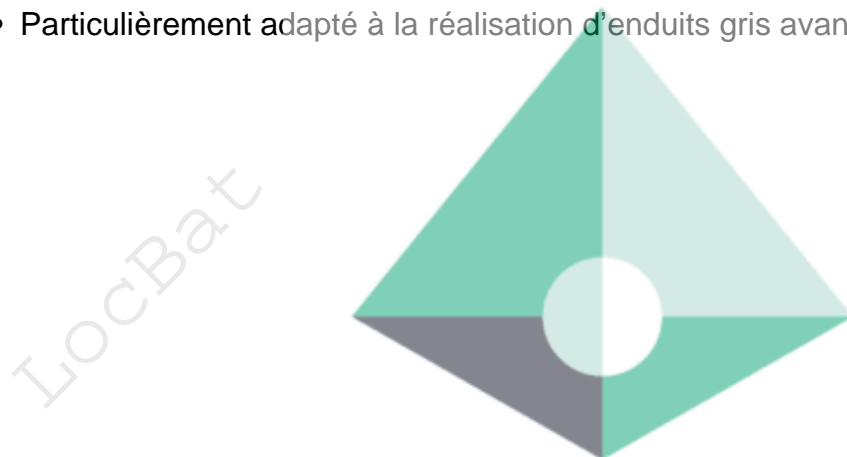 • Particulièrement adapté à la réalisation d'enduits gris avan
LocBat